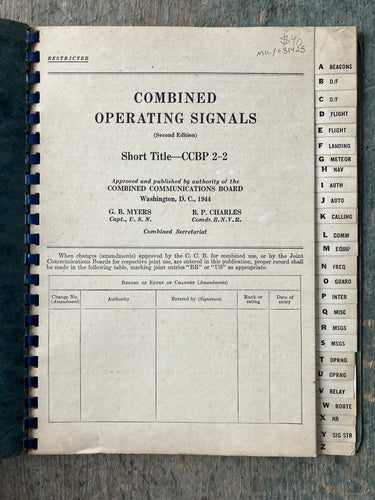 $40
MIL/031425
RESTRICTED
COMBINED
OPERATING SIGNALS
(Second Edition)
Short Title—CCBP 2-2
Approved and published by authority of the
COMBINED COMMUNICATIONS BOARD
Washington, D. C., 1944
G. B. MYERS B. P. CHARLES
Capt., U. S. N. Comdr. R. N. V. R.
Combined Secretariat
When changes (amendments) approved by the C. C. B. for combined use, or by the Joint
Communications Boards for respective joint use, are entered in this publication, proper record shall
be made in the following table, marking joint entries "BR" or "US" as appropriate.
RECORD OF ENTRY OF CHANGES (Amendments)
Change No. Authority Entered by (Signature) Rank or Date of
(Amendment) rating entry
A BEACONS
B D/F
C D/F
D FLIGHT
E FLIGHT
F LANDING
G METEOR
H NAV
I AUTH
J AUTO
K CALLING
L COMM
M EQUIP
N FREQ
O GUARD
P INTER
Q MISC
R MSGS
S MSGS
T OPRNG
U OPRNG
V RELAY
W ROUTE
X NR
Y SIG STR
Z